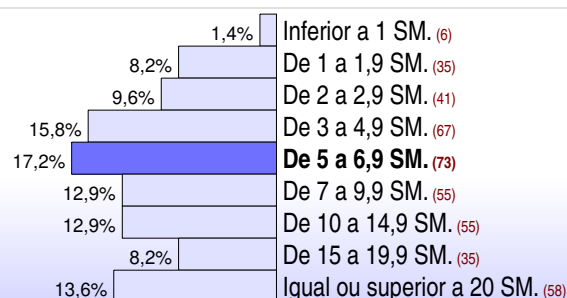 1,4% Inferior a 1 SM. (6)
8,2% De 1 a 1,9 SM. (35)
9,6% De 2 a 2,9 SM. (41)
15,8% De 3 a 4,9 SM. (67)
17,2% De 5 a 6,9 SM. (73)
12,9% De 7 a 9,9 SM. (55)
12,9% De 10 a 14,9 SM. (55)
8,2% De 15 a 19,9 SM. (35)
13,6% Igual ou superior a 20 SM. (58)